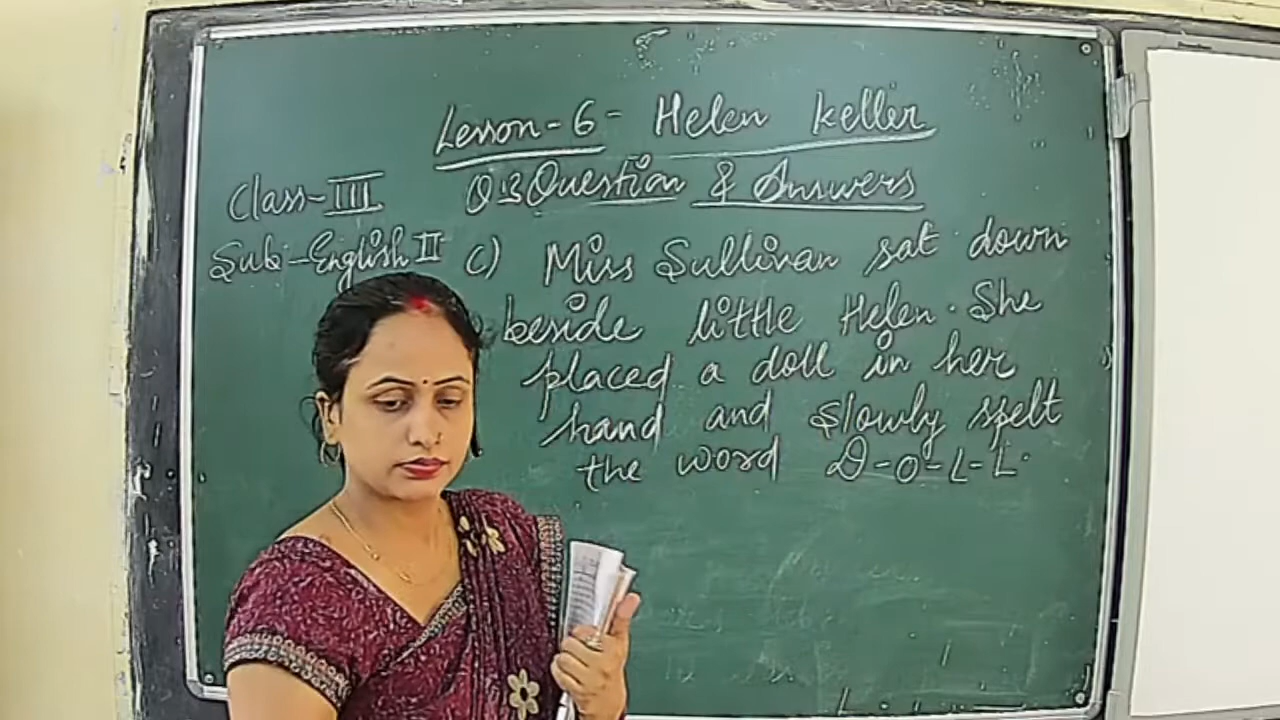 Lesson-6- Helen Keller
Class-III Q.3 Question & Answers
Sub-English II c) Miss Sullivan sat down
beside little Helen. She
placed a doll in her
hand and slowly spelt
the word D-O-L-L.